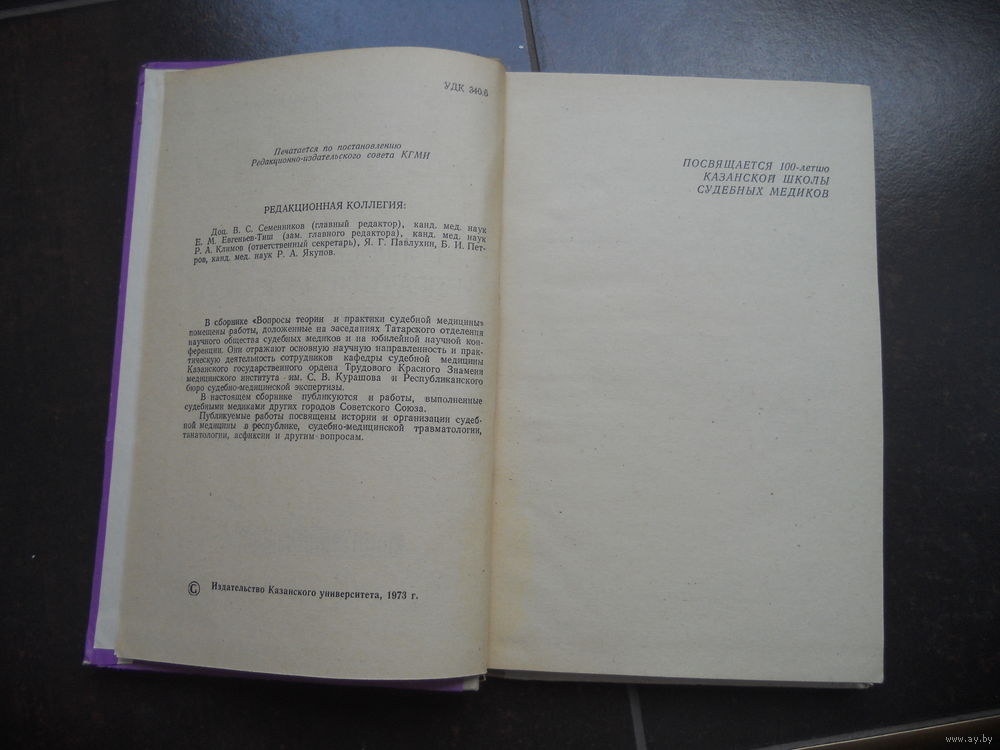 УДК 340.6
Печатается по постановлению
Редакционно-издательского совета КГМИ
РЕДАКЦИОННАЯ КОЛЛЕГИЯ:
Доц. В. С. Семенников (главный редактор), канд. мед. наук
Е. М. Евгеньев-Тиш (зам. главного редактора), канд. мед. наук
Р. А. Климов (ответственный секретарь), Я. Г. Павлухин, Б. И. Пет-
ров, канд. мед. наук Р. А. Якупов.
В сборнике «Вопросы теории и практики судебной медицины»
помещены работы, доложенные на заседаниях Татарского отделения
научного общества судебных медиков и на юбилейной научной кон-
ференции. Они отражают основную научную направленность и прак-
тическую деятельность сотрудников кафедры судебной медицины
Казанского государственного ордена Трудового Красного Знамени
медицинского института им. С. В. Курашова и Республиканского
бюро судебно-медицинской экспертизы.
В настоящем сборнике публикуются и работы, выполненные
судебными медиками других городов Советского Союза.
Публикуемые работы посвящены истории и организации судеб-
ной медицины в республике, судебно-медицинской травматологии,
танатологии, асфиксии и другим вопросам.
© Издательство Казанского университета, 1973 г.
ПОСВЯЩАЕТСЯ 100-летию
КАЗАНСКОЙ ШКОЛЫ
СУДЕБНЫХ МЕДИКОВ
www.ay.by